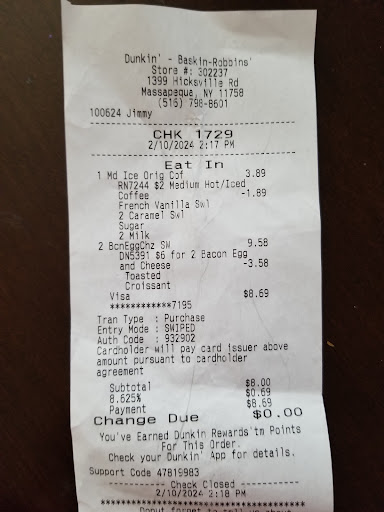 Dunkin' - Baskin-Robbins'
Store #: 302237
1399 Hicksville Rd
Massapequa, NY 11758
(516) 798-8601
100624 Jimmy
CHK 1729
2/10/2024 2:17 PM
Eat In
1 Md Ice Orig Cof 3.89
RN7244 $2 Medium Hot/Iced
Coffee -1.89
French Vanilla Swl
2 Caramel Swl
Sugar
2 Milk
2 BcnEggChz SW 9.58
DN5391 $6 for 2 Bacon Egg
and Cheese -3.58
Toasted
Croissant
Visa $8.69
************7195
Tran Type : Purchase
Entry Mode : SWIPED
Auth Code : 932902
Cardholder will pay card issuer above
amount pursuant to cardholder
agreement
Subtotal $8.00
8.625% $0.69
Payment $8.69
Change Due $0.00
You've Earned Dunkin Rewards'tm Points
For This Order.
Check your Dunkin' App for details.
Support Code 47819983
Check Closed
2/10/2024 2:18 PM